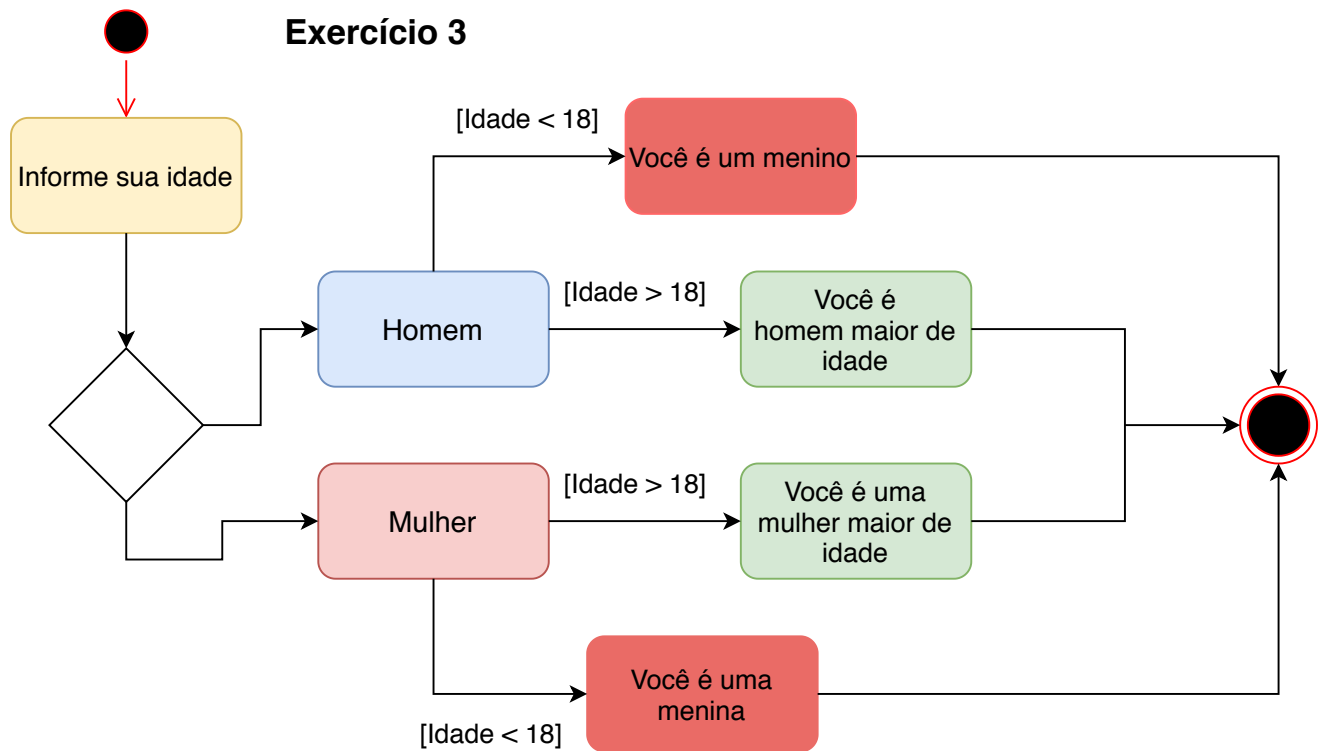 Exercício 3
[Idade < 18]
Você é um menino
Informe sua idade
[Idade > 18]
Você é
homem maior de
idade
Homem
[Idade > 18]
Você é uma
mulher maior de
idade
Mulher
Você é uma
menina
[Idade < 18]